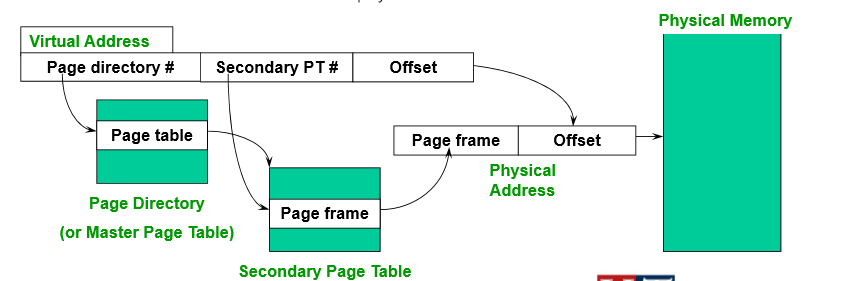 Physical Memory
Virtual Address
Page directory # Secondary PT # Offset
Page table
Page frame Offset
Physical
Address
Page Directory
(or Master Page Table)
Page frame
Secondary Page Table